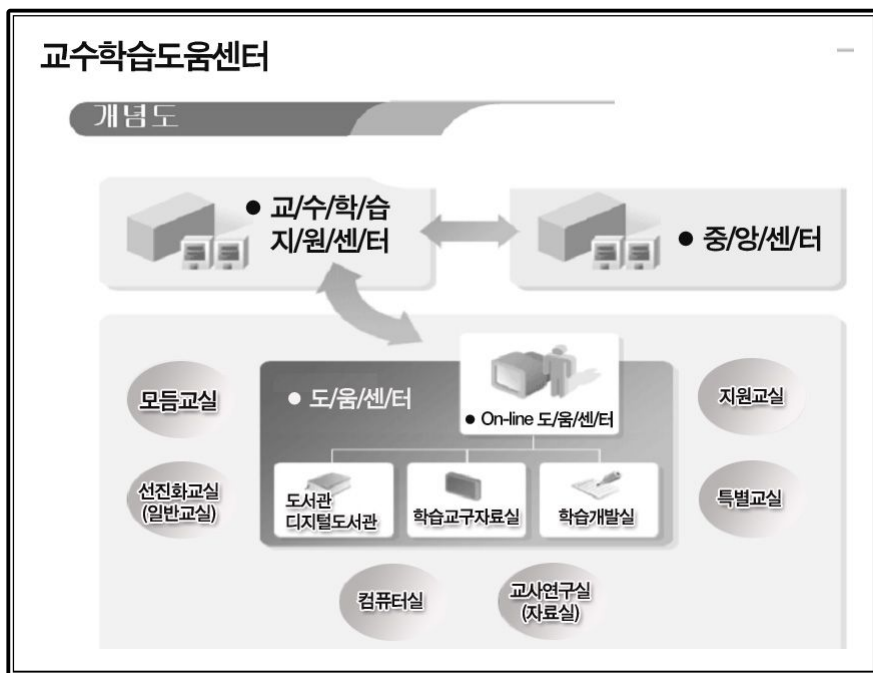 교수학습도움센터
개념도
● 교/수/학/습
지/원/센/터
● 중/앙/센/터
모듬교실
● 도/움/센/터
● On-line 도/움/센/터
지원교실
선진화교실
(일반교실)
도서관
디지털도서관
학습교구자료실
학습개발실
특별교실
컴퓨터실
교사연구실
(자료실)